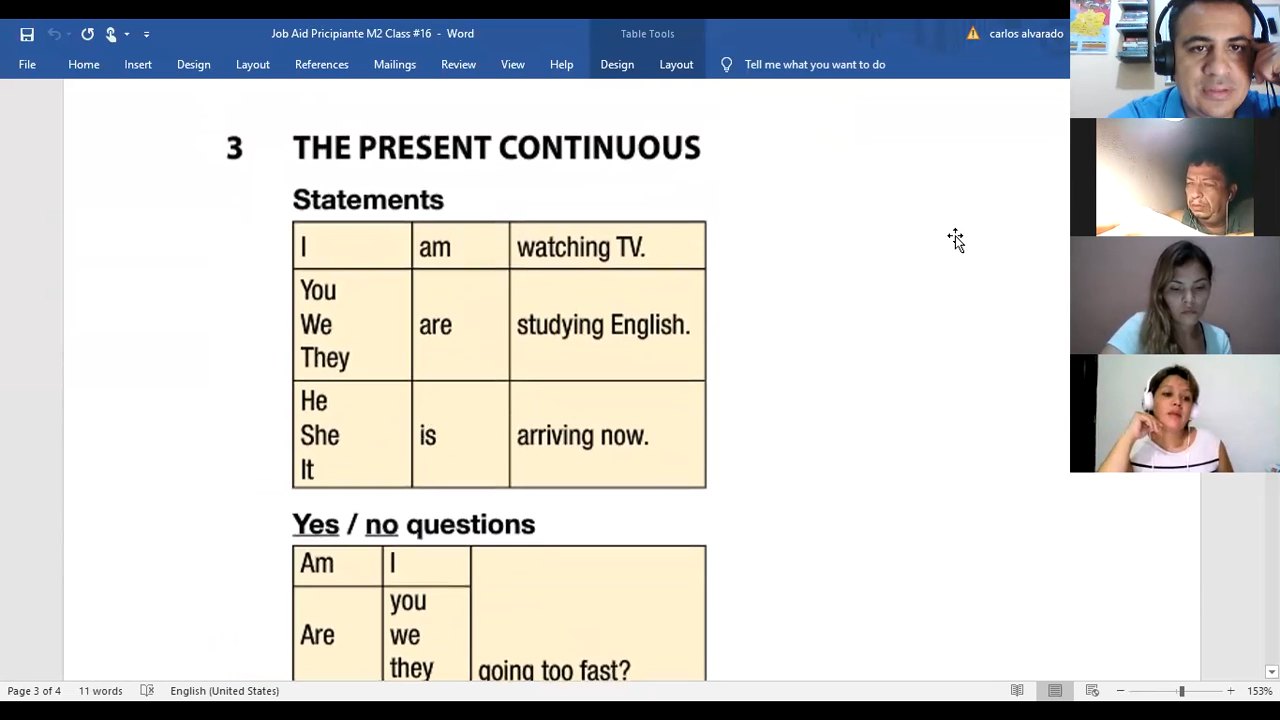 Job Aid Pricipiante M2 Class #16 - Word
Table Tools
carlos alvarado
File Home Insert Design Layout References Mailings Review View Help Design Layout Tell me what you want to do
3 THE PRESENT CONTINUOUS
Statements
I am watching TV.
You
We are studying English.
They
He
She is arriving now.
It
Yes / no questions
Am I
you
Are we
they
going too fast?
Page 3 of 4 11 words English (United States) 153%